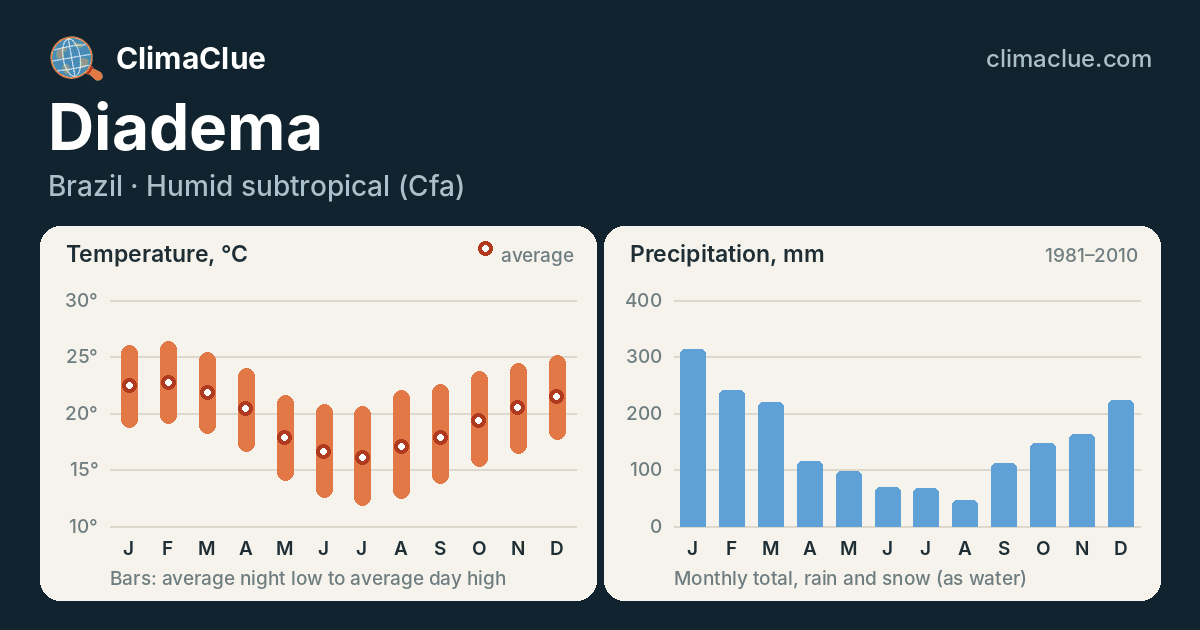 ClimaClue
climaclue.com
Diadema
Brazil · Humid subtropical (Cfa)
Temperature, °C
average
30°
25°
20°
15°
10°
J F M A M J J A S O N D
Bars: average night low to average day high
Precipitation, mm
1981–2010
400
300
200
100
0
J F M A M J J A S O N D
Monthly total, rain and snow (as water)